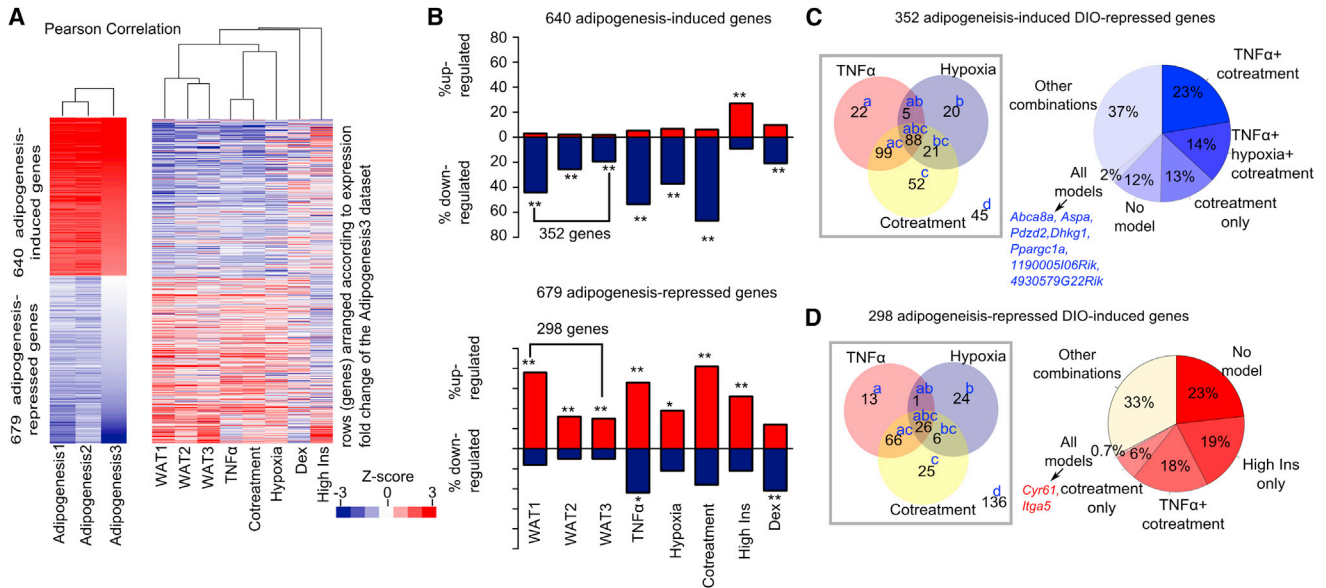 A
Pearson Correlation
640 adipogenesis-
induced genes
679 adipogenesis-
repressed genes
rows (genes) arranged according to expression
fold change of the Adipogenesis3 dataset
Adipogenesis1
Adipogenesis2
Adipogenesis3
WAT1
WAT2
WAT3
TNFα
Cotreatment
Hypoxia
Dex
High Ins
Z-score
-3 0 3
B
640 adipogenesis-induced genes
%up-
regulated
% down-
regulated
80
60
40
20
0
20
40
60
80
** ** ** ** ** ** ** **
352 genes
679 adipogenesis-repressed genes
298 genes
%up-
regulated
% down-
regulated
** ** ** ** * ** **
* **
WAT1
WAT2
WAT3
TNFα
Hypoxia
Cotreatment
High Ins
Dex
C
352 adipogeneisis-induced DIO-repressed genes
TNFα
Hypoxia
a ab b
22 5 20
abc
ac 88 bc
99 21
c
52
d
Cotreatment 45
Other
combinations
TNFα+
cotreatment
37% 23%
14%
TNFα+
hypoxia+
cotreatment
All
models
2% 12% 13%
No
model
cotreatment
only
Abca8a, Aspa,
Pdzd2,Dhkg1,
Ppargc1a,
1190005I06Rik,
4930579G22Rik
D
298 adipogeneisis-repressed DIO-induced genes
TNFα
Hypoxia
a ab b
13 1 24
abc
ac 26 bc
66 6
c
25
d
Cotreatment 136
Other
combinations
No
model
33% 23%
19%
High Ins
only
All
models
0.7% 6% 18%
Cyr61,
Itga5
cotreatment
only
TNFα+
cotreatment